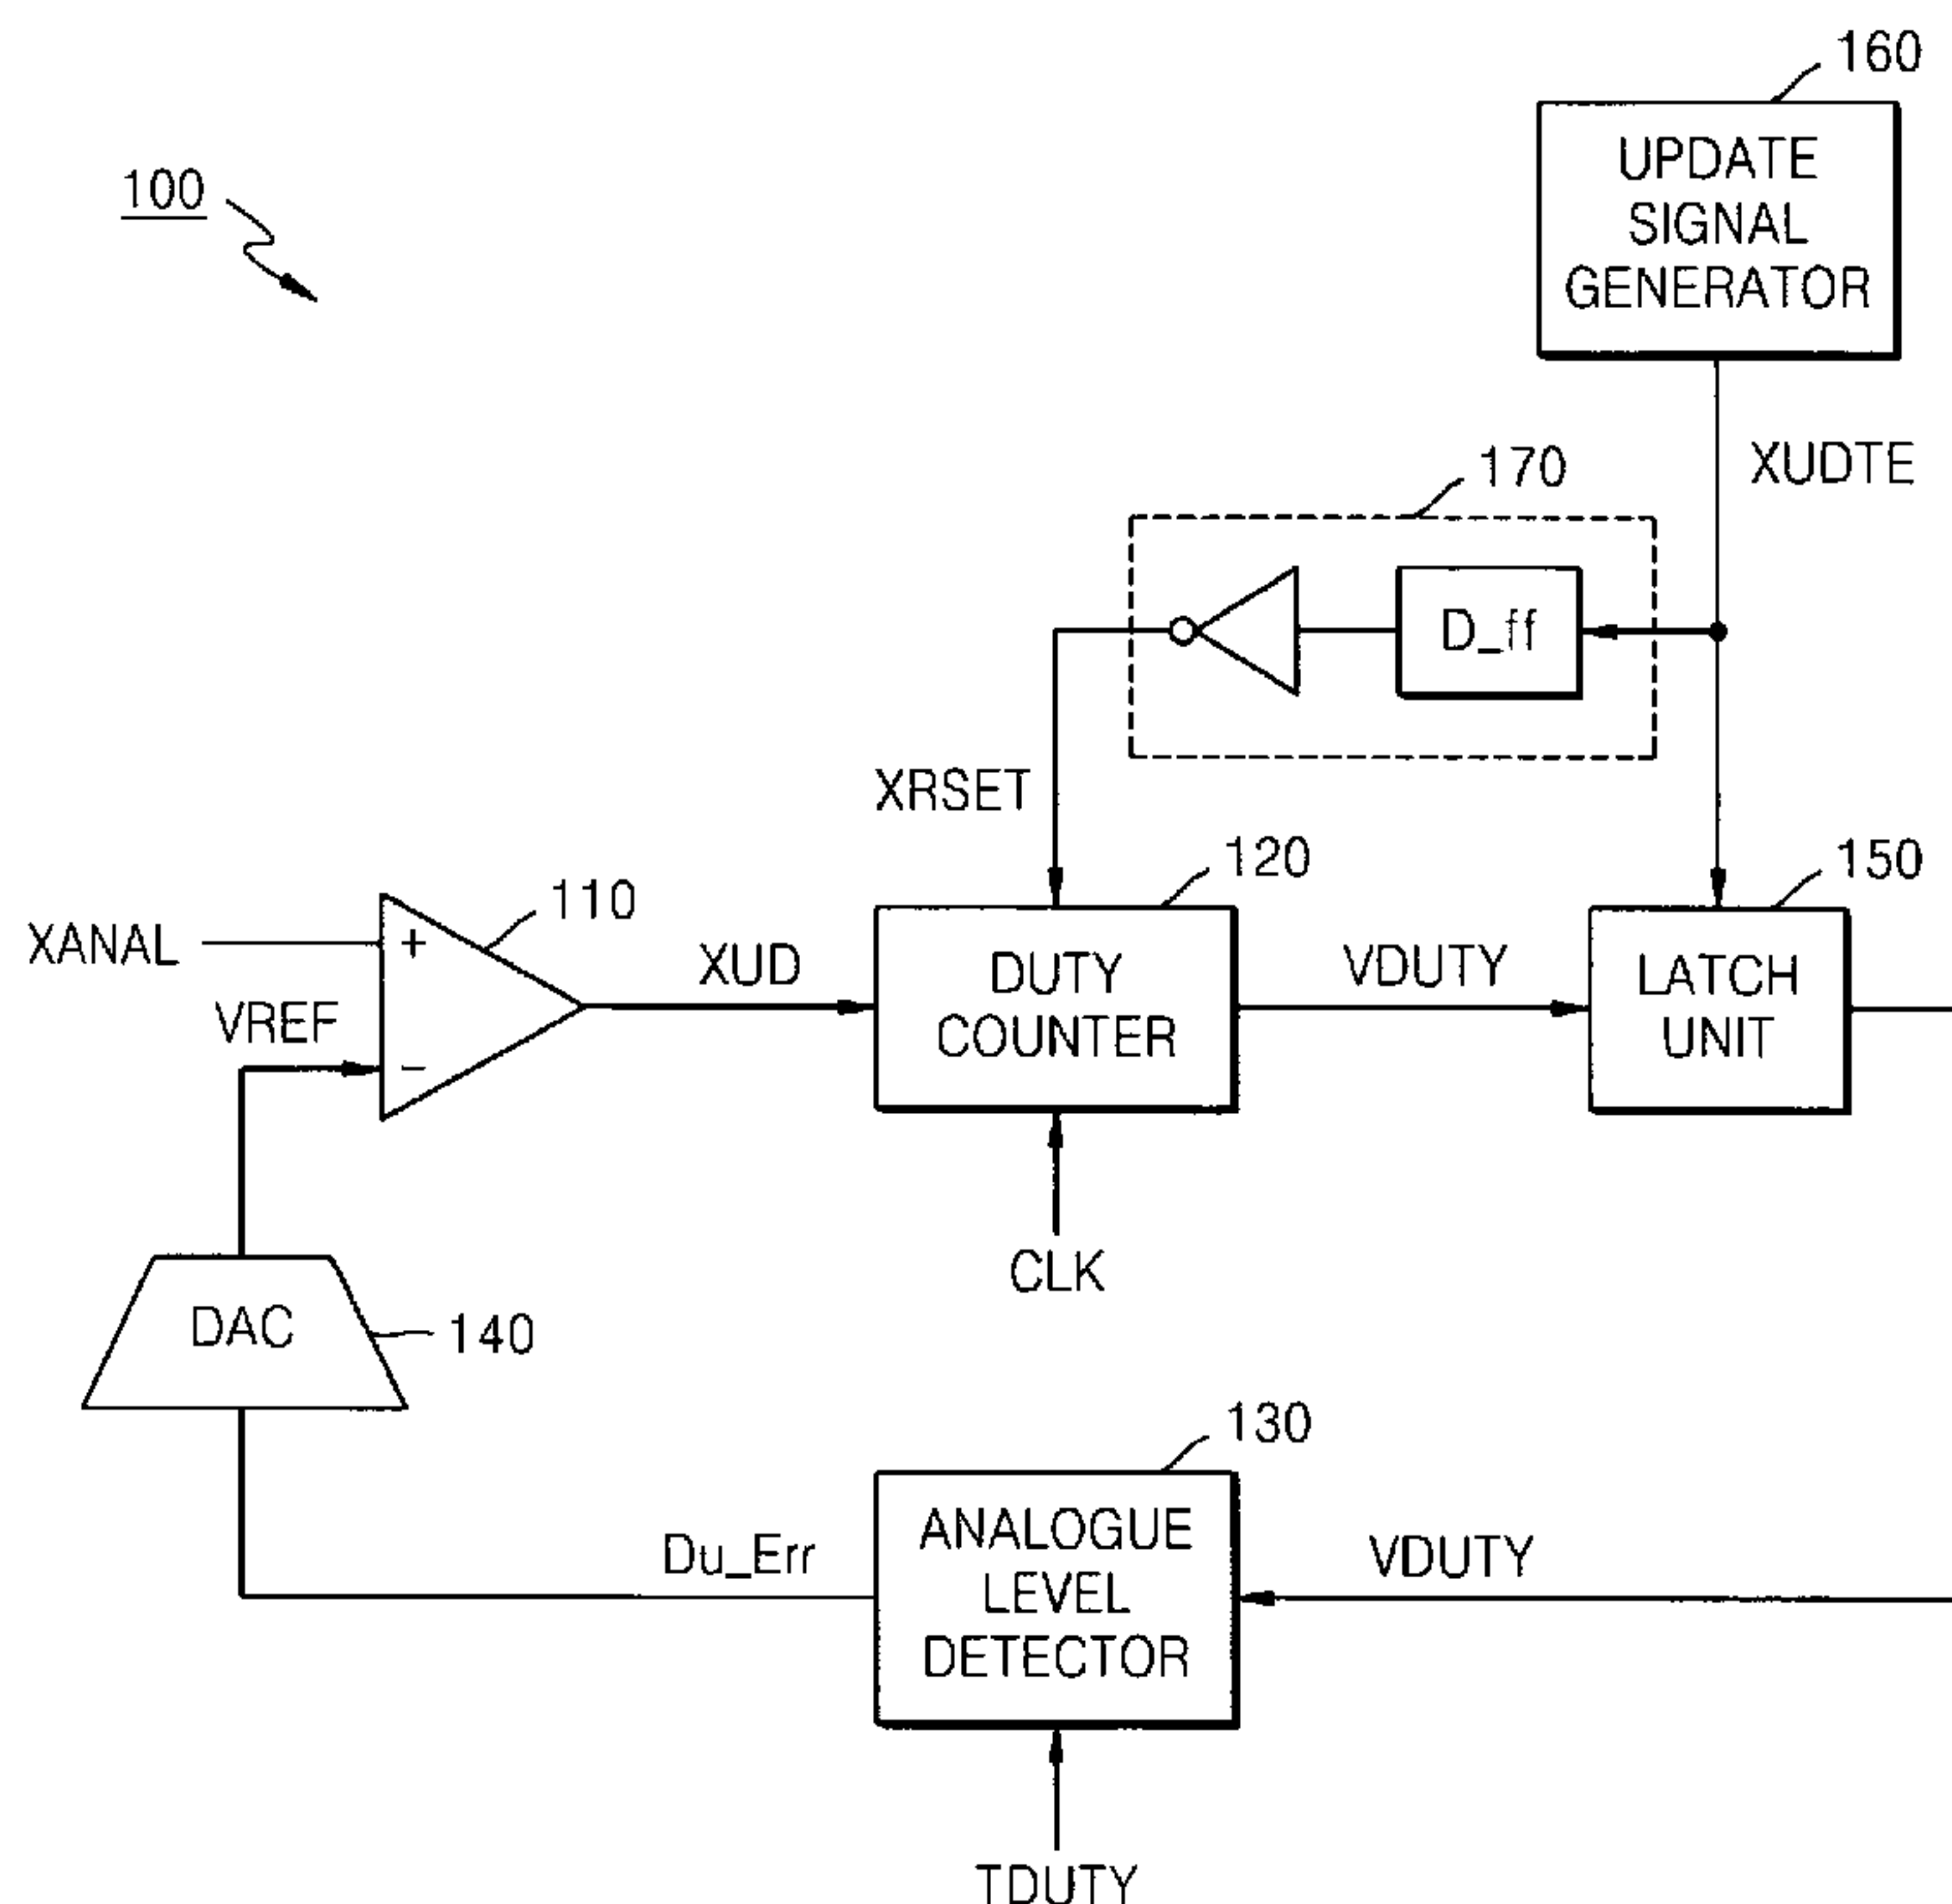 160
UPDATE
SIGNAL
GENERATOR
100
XUDTE
170
D_ff
XRSET
120
150
110
XANAL
+
XUD
DUTY
COUNTER
VDUTY
LATCH
UNIT
VREF
−
CLK
DAC
140
130
Du_Err
ANALOGUE
LEVEL
DETECTOR
VDUTY
TDUTY